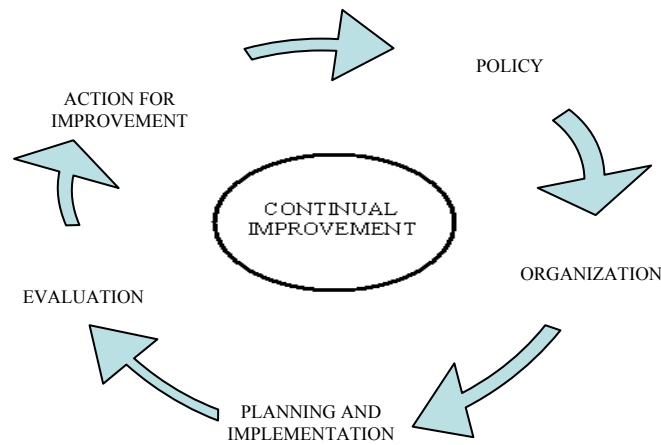 POLICY
ACTION FOR
IMPROVEMENT
CONTINUAL
IMPROVEMENT
ORGANIZATION
EVALUATION
PLANNING AND
IMPLEMENTATION